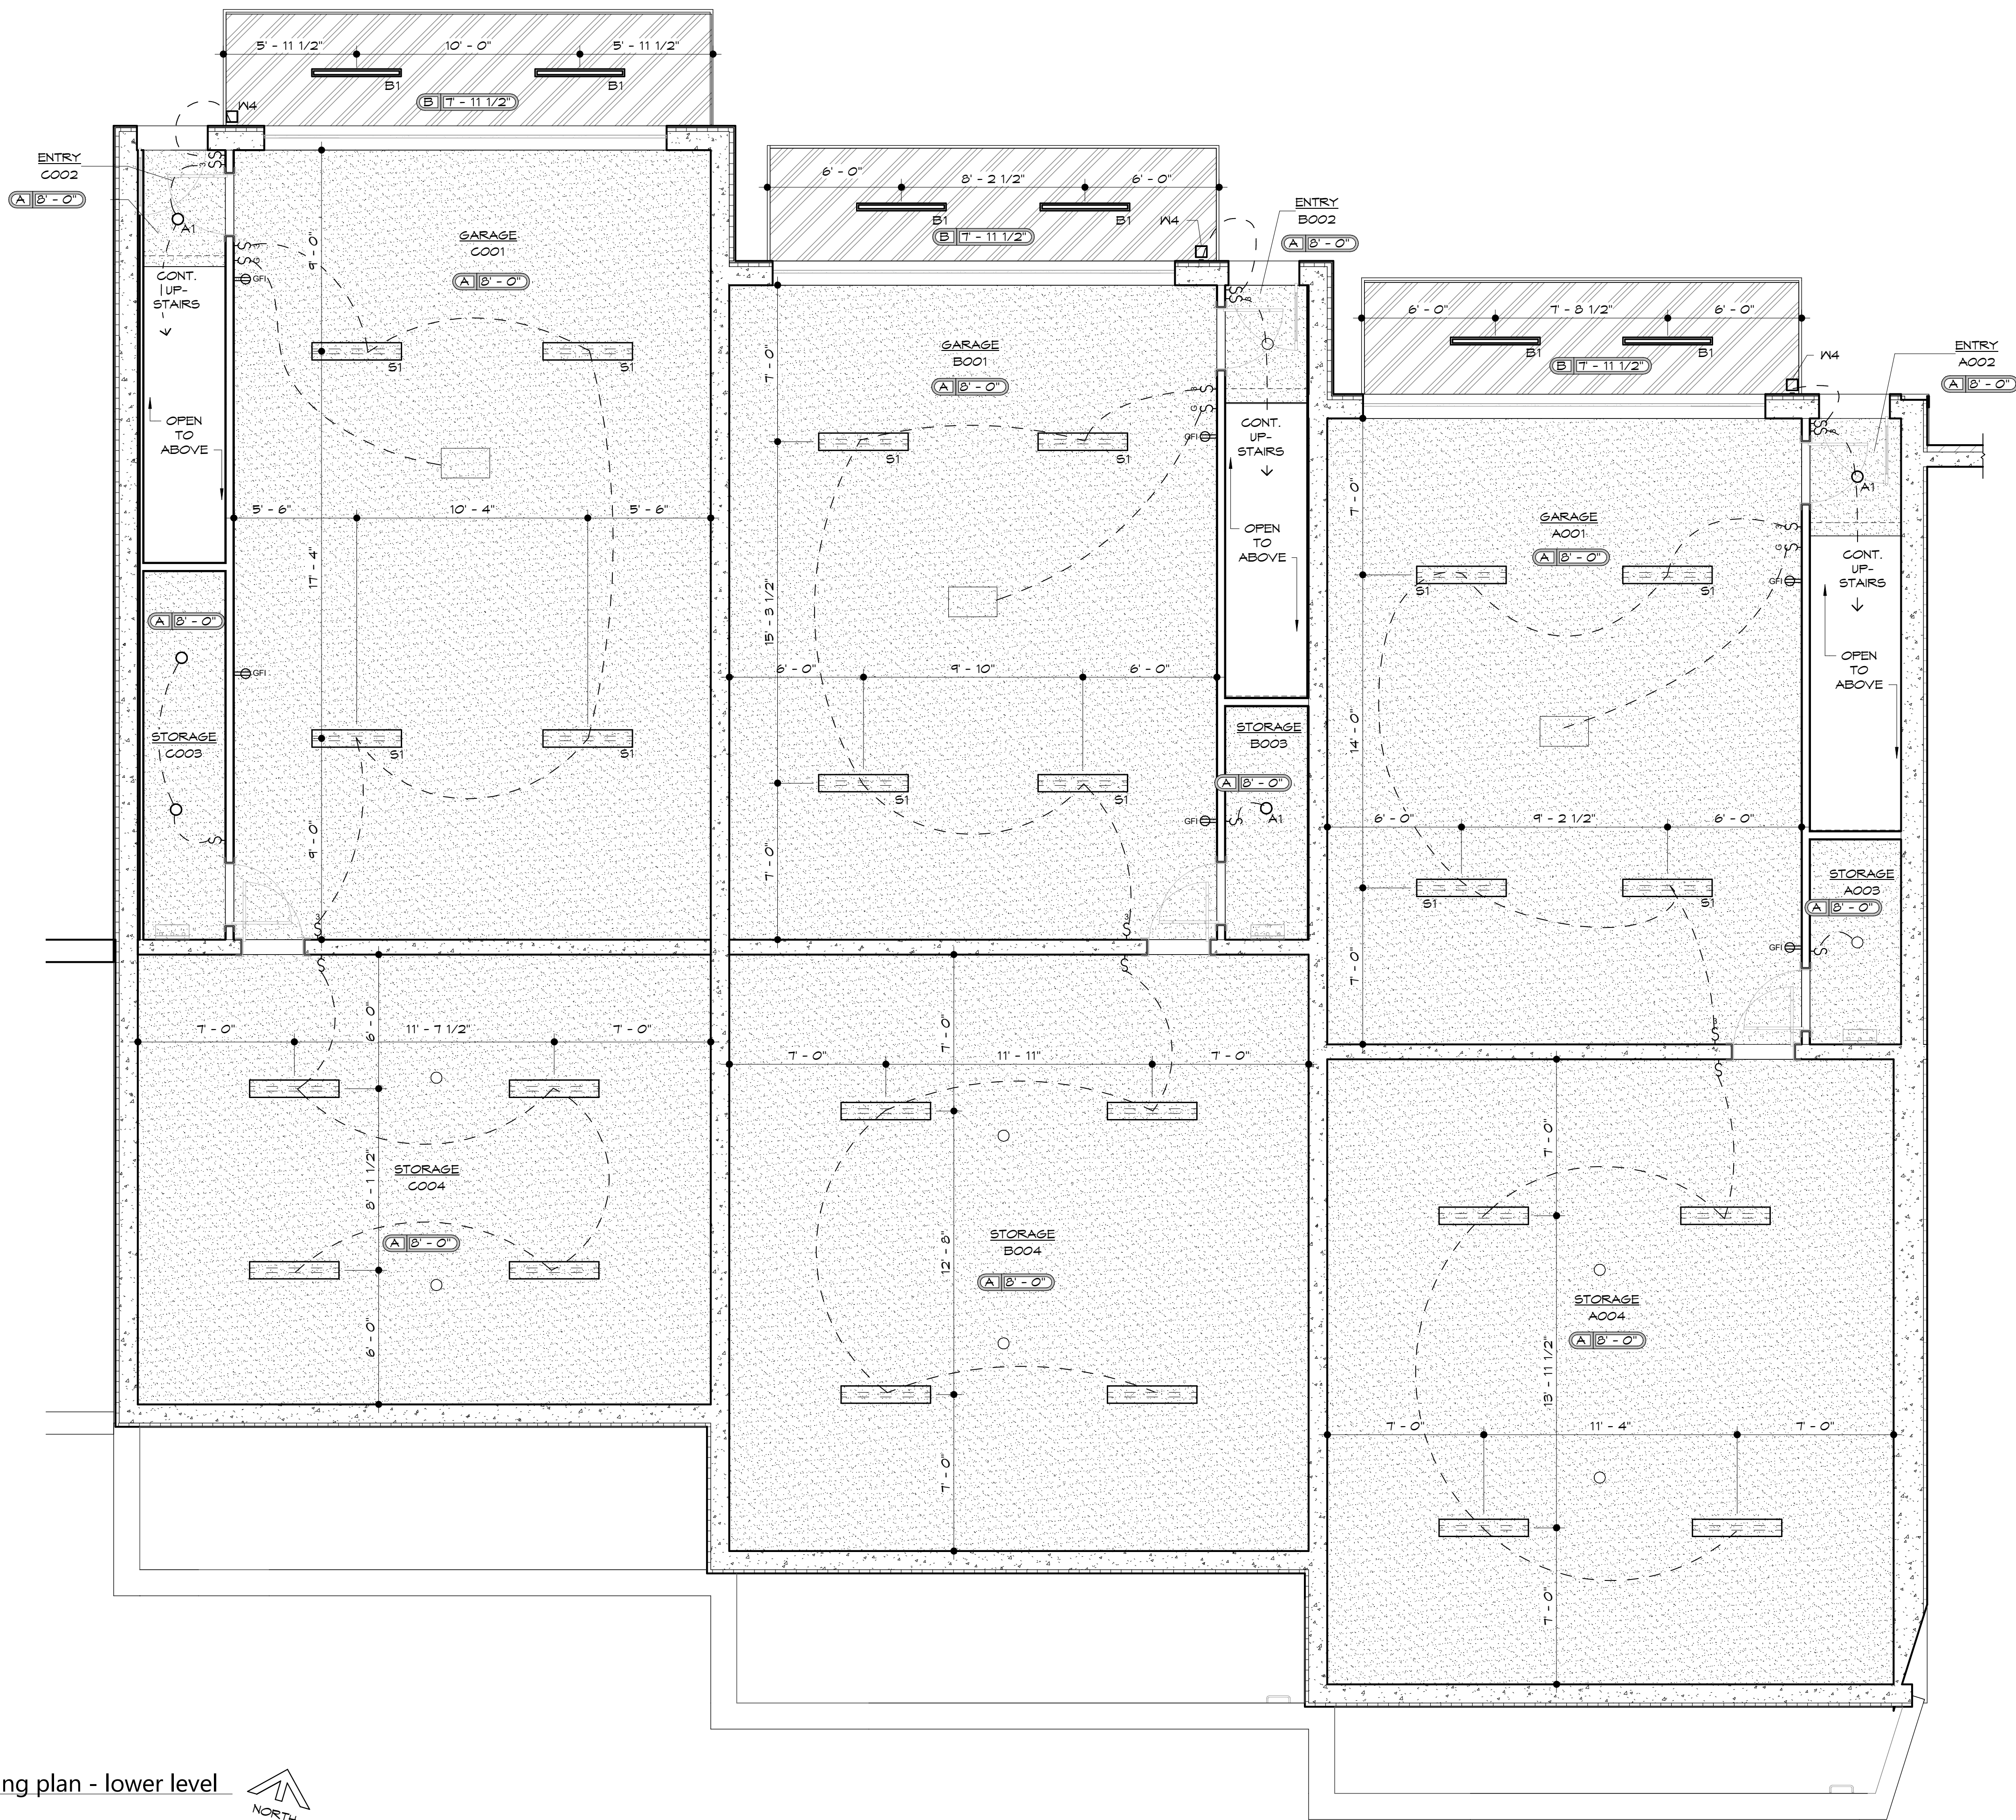 5' - 11 1/2"
10' - 0"
5' - 11 1/2"
B1
B1
B 7' - 11 1/2"
W4
ENTRY
C002
A 8' - 0"
3
A1
GARAGE
C001
A 8' - 0"
9' - 0"
3
G
GFI
CONT.
UP-
STAIRS
OPEN
TO
ABOVE
S1
S1
5' - 6"
10' - 4"
5' - 6"
17' - 4"
A 8' - 0"
GFI
STORAGE
C003
S1
S1
9' - 0"
3
6' - 0"
8' - 2 1/2"
6' - 0"
B1
B1
B 7' - 11 1/2"
W4
ENTRY
B002
A 8' - 0"
3
GARAGE
B001
A 8' - 0"
7' - 0"
3
G
GFI
CONT.
UP-
STAIRS
OPEN
TO
ABOVE
S1
S1
15' - 3 1/2"
6' - 0"
9' - 10"
6' - 0"
STORAGE
B003
A 8' - 0"
A1
GFI
S1
S1
7' - 0"
3
6' - 0"
7' - 8 1/2"
6' - 0"
B1
B1
B 7' - 11 1/2"
W4
ENTRY
A002
A 8' - 0"
3
A1
GARAGE
A001
A 8' - 0"
7' - 0"
3
G
GFI
CONT.
UP-
STAIRS
OPEN
TO
ABOVE
S1
S1
14' - 0"
6' - 0"
9' - 2 1/2"
6' - 0"
STORAGE
A003
A 8' - 0"
GFI
S1
S1
7' - 0"
3
7' - 0"
11' - 7 1/2"
7' - 0"
6' - 0"
8' - 1 1/2"
STORAGE
C004
A 8' - 0"
6' - 0"
7' - 0"
7' - 0"
11' - 11"
7' - 0"
12' - 8"
STORAGE
B004
A 8' - 0"
7' - 0"
7' - 0"
STORAGE
A004
A 8' - 0"
13' - 11 1/2"
7' - 0"
11' - 4"
7' - 0"
7' - 0"
ng plan - lower level
NORTH